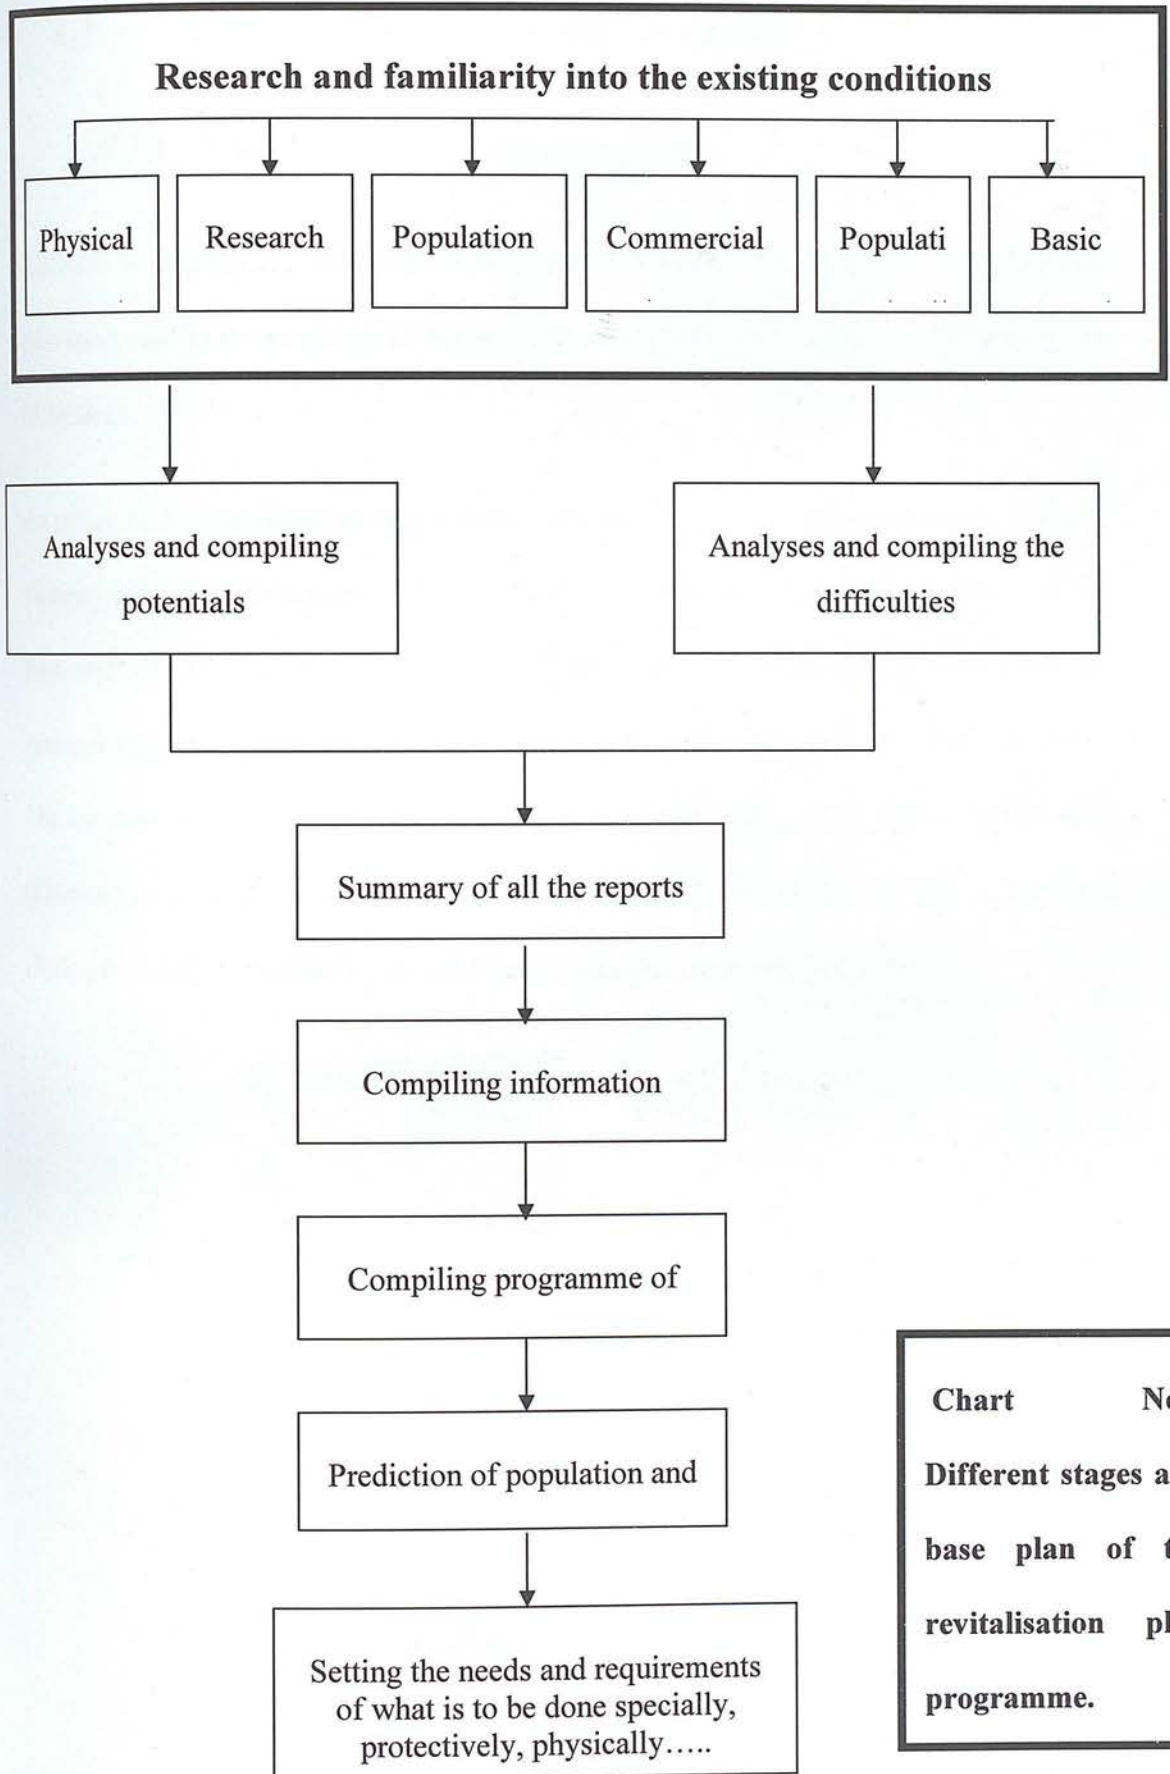 Research and familiarity into the existing conditions
Physical
Research
Population
Commercial
Populati
Basic
Analyses and compiling
potentials
Analyses and compiling the
difficulties
Summary of all the reports
Compiling information
Compiling programme of
Prediction of population and
Setting the needs and requirements
of what is to be done specially,
protectively, physically…..
Chart
Different stages
base plan of
revitalisation
programme.